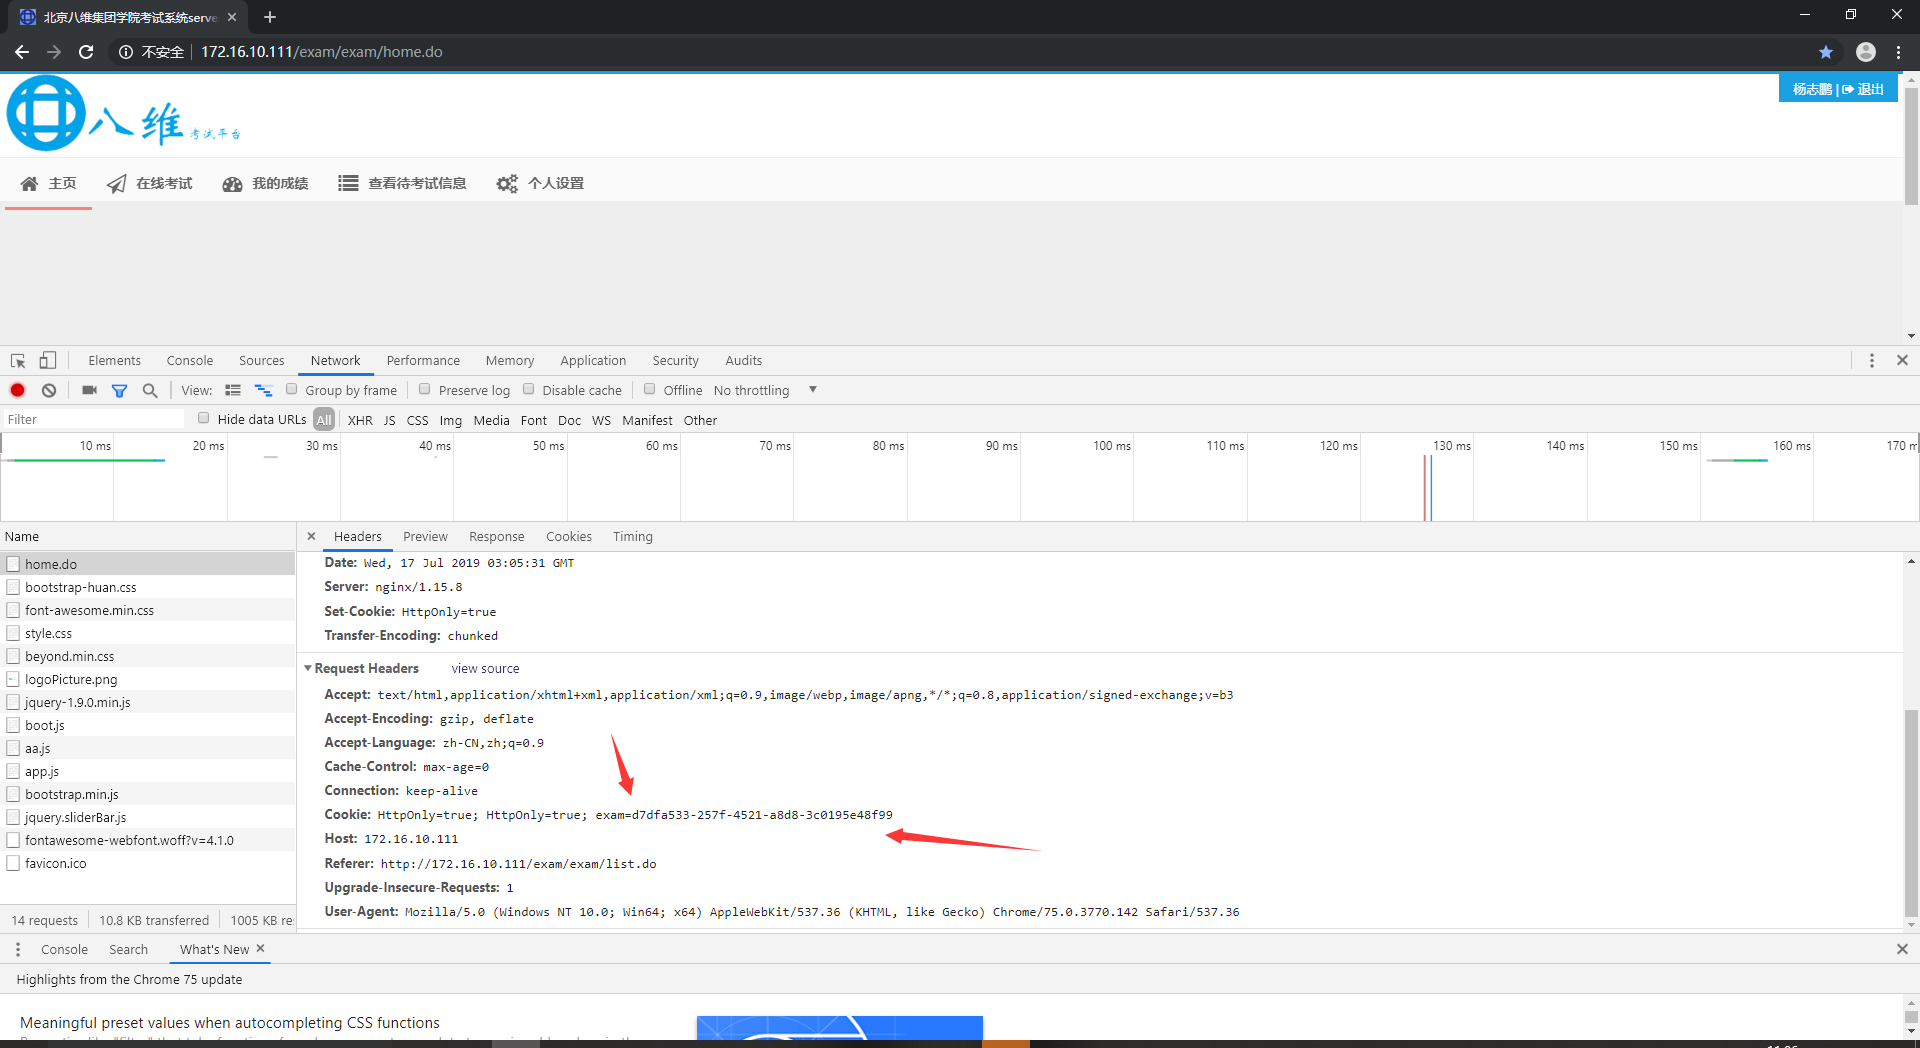 北京八维集团学院考试系统serve
不安全 172.16.10.111/exam/exam/home.do
杨志鹏 | 退出
八维 考试平台
主页 在线考试 我的成绩 查看待考试信息 个人设置
Elements Console Sources Network Performance Memory Application Security Audits
View: Group by frame Preserve log Disable cache Offline No throttling
Filter Hide data URLs All XHR JS CSS Img Media Font Doc WS Manifest Other
10 ms 20 ms 30 ms 40 ms 50 ms 60 ms 70 ms 80 ms 90 ms 100 ms 110 ms 120 ms 130 ms 140 ms 150 ms 160 ms 170 m
Name
Headers Preview Response Cookies Timing
home.do
bootstrap-huan.css
font-awesome.min.css
style.css
beyond.min.css
logoPicture.png
jquery-1.9.0.min.js
boot.js
aa.js
app.js
bootstrap.min.js
jquery.sliderBar.js
fontawesome-webfont.woff?v=4.1.0
favicon.ico
14 requests 10.8 KB transferred 1005 KB re
Date: Wed, 17 Jul 2019 03:05:31 GMT
Server: nginx/1.15.8
Set-Cookie: HttpOnly=true
Transfer-Encoding: chunked
Request Headers view source
Accept: text/html,application/xhtml+xml,application/xml;q=0.9,image/webp,image/apng,*/*;q=0.8,application/signed-exchange;v=b3
Accept-Encoding: gzip, deflate
Accept-Language: zh-CN,zh;q=0.9
Cache-Control: max-age=0
Connection: keep-alive
Cookie: HttpOnly=true; HttpOnly=true; exam=d7dfa533-257f-4521-a8d8-3c0195e48f99
Host: 172.16.10.111
Referer: http://172.16.10.111/exam/exam/list.do
Upgrade-Insecure-Requests: 1
User-Agent: Mozilla/5.0 (Windows NT 10.0; Win64; x64) AppleWebKit/537.36 (KHTML, like Gecko) Chrome/75.0.3770.142 Safari/537.36
Console Search What's New
Highlights from the Chrome 75 update
Meaningful preset values when autocompleting CSS functions